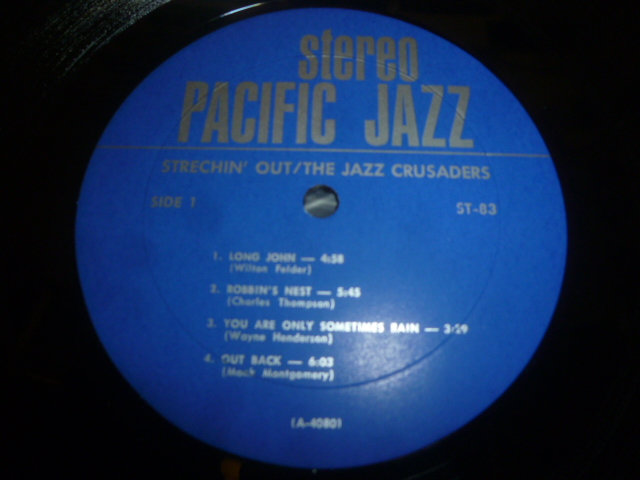 stereo
PACIFIC JAZZ
STRECHIN' OUT/THE JAZZ CRUSADERS
SIDE 1
ST-83
1. LONG JOHN — 4:58
(Wilton Felder)
2. ROBBIN'S NEST — 5:45
(Charles Thompson)
3. YOU ARE ONLY SOMETIMES RAIN — 3:29
(Wayne Henderson)
4. OUT BACK — 6:03
(Mack Montgomery)
(A-4080)